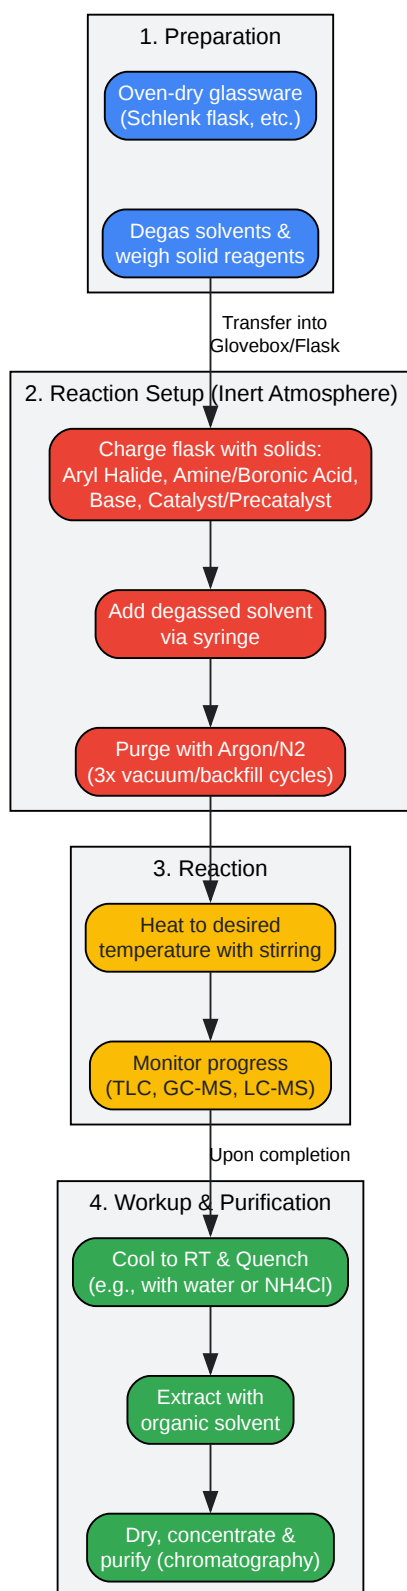 1. Preparation
Oven-dry glassware
(Schlenk flask, etc.)
Degas solvents &
weigh solid reagents
Transfer into
Glovebox/Flask
2. Reaction Setup (Inert Atmosphere)
Charge flask with solids:
Aryl Halide, Amine/Boronic Acid,
Base, Catalyst/Precatalyst
Add degassed solvent
via syringe
Purge with Argon/N2
(3x vacuum/backfill cycles)
3. Reaction
Heat to desired
temperature with stirring
Monitor progress
(TLC, GC-MS, LC-MS)
Upon completion
4. Workup & Purification
Cool to RT & Quench
(e.g., with water or NH4Cl)
Extract with
organic solvent
Dry, concentrate &
purify (chromatography)